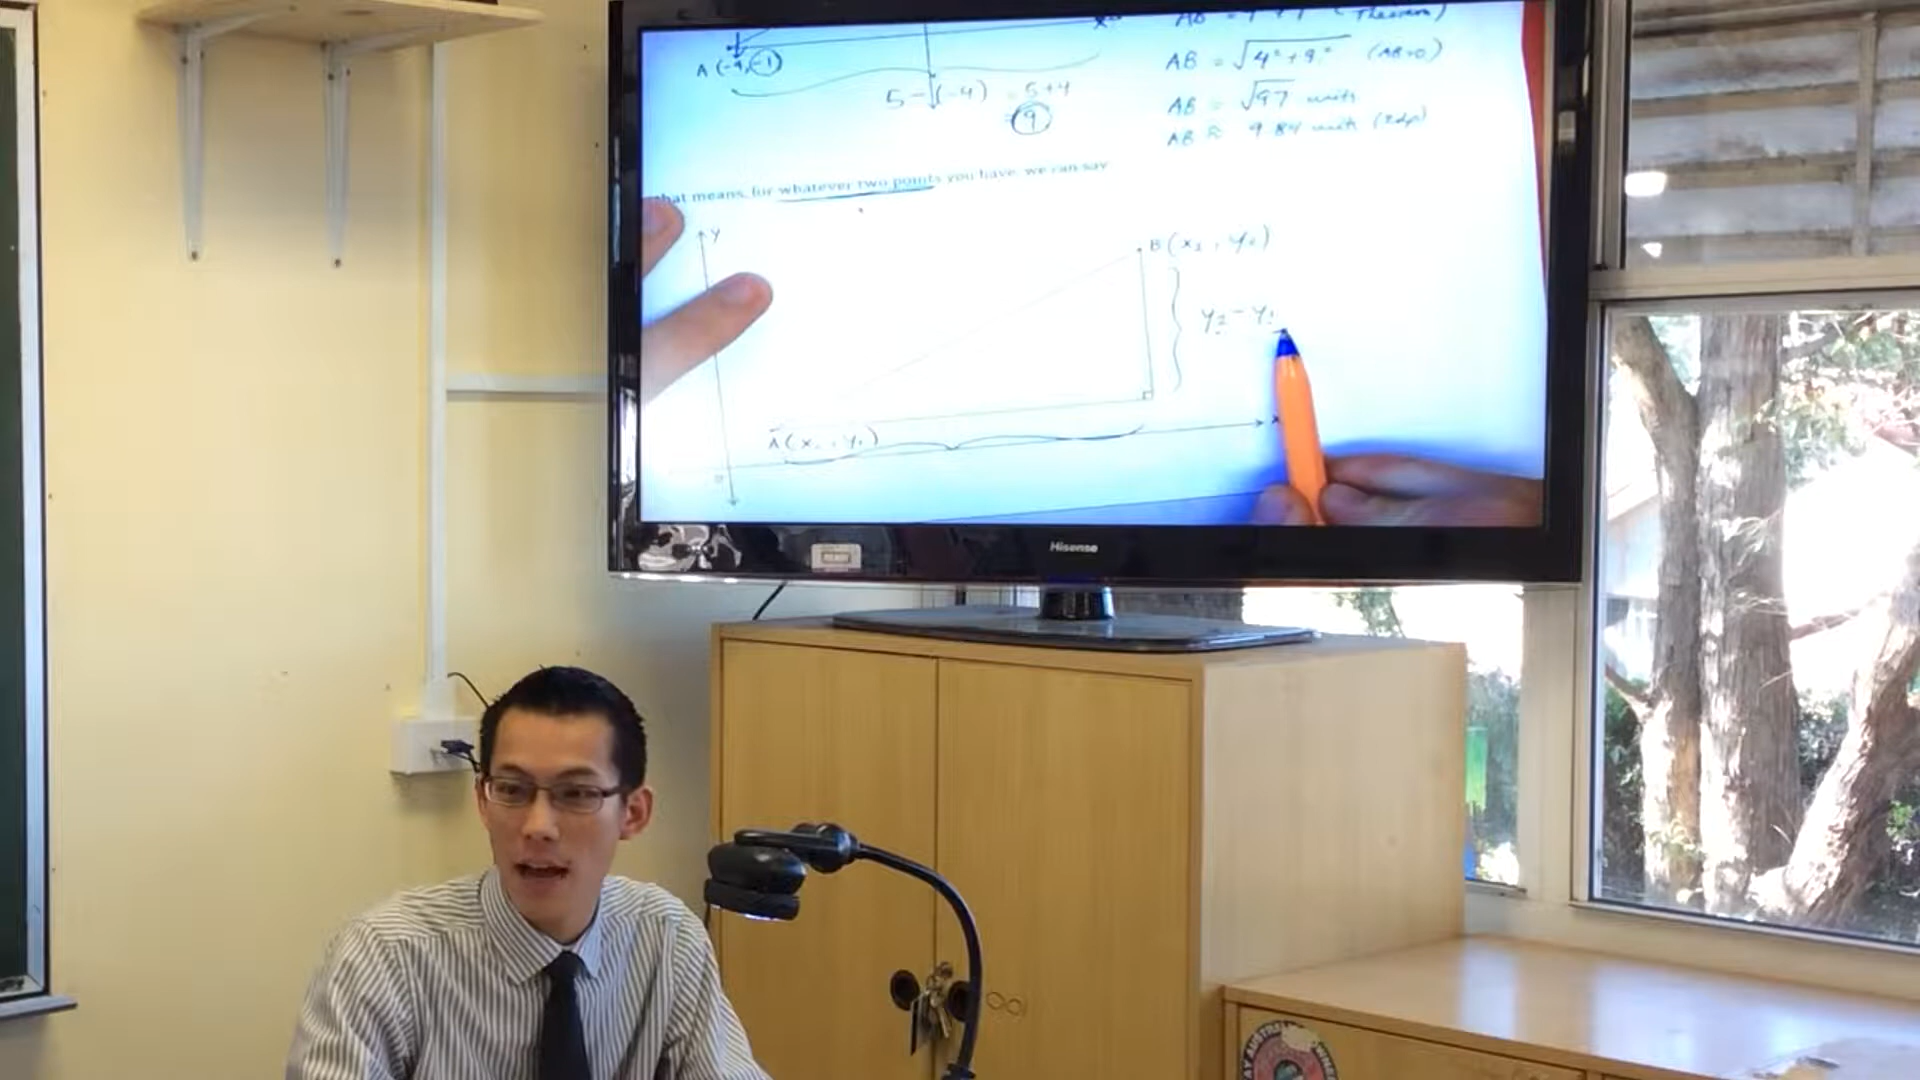 AB = √4² + 9² (AB>0)
AB = √97 units
AB ≈ 9.84 units (2dp)
A (-4, -1)
5 - (-4) = 5+4
= 9
that means, for whatever two points you have, we can say
y
B (x₂, y₂)
y₂ - y₁
A (x₁, y₁)
x
Hisense